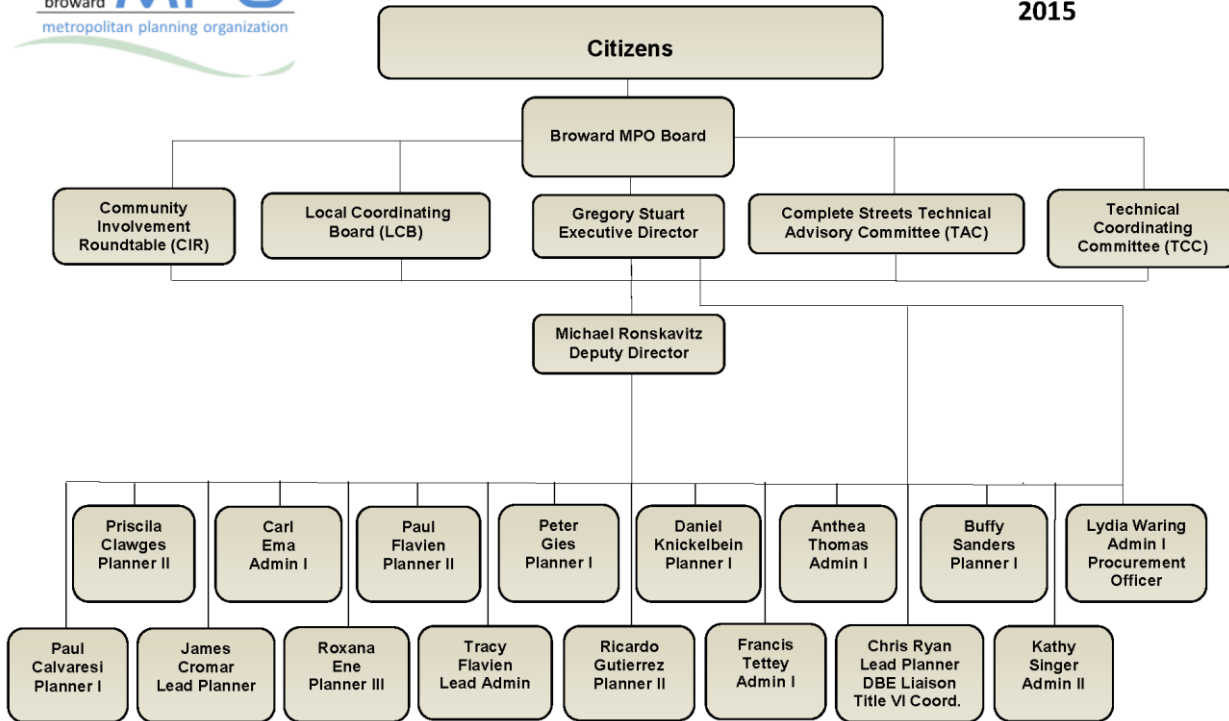 broward MPO
metropolitan planning organization
2015
Citizens
Broward MPO Board
Community
Involvement
Roundtable (CIR)
Local Coordinating
Board (LCB)
Gregory Stuart
Executive Director
Complete Streets Technical
Advisory Committee (TAC)
Technical
Coordinating
Committee (TCC)
Michael Ronskavitz
Deputy Director
Priscila
Clawges
Planner II
Carl
Ema
Admin I
Paul
Flavien
Planner II
Peter
Gies
Planner I
Daniel
Knickelbein
Planner I
Anthea
Thomas
Admin I
Buffy
Sanders
Planner I
Lydia Waring
Admin I
Procurement
Officer
Paul
Calvaresi
Planner I
James
Cromar
Lead Planner
Roxana
Ene
Planner III
Tracy
Flavien
Lead Admin
Ricardo
Gutierrez
Planner II
Francis
Tettey
Admin I
Chris Ryan
Lead Planner
DBE Liaison
Title VI Coord.
Kathy
Singer
Admin II